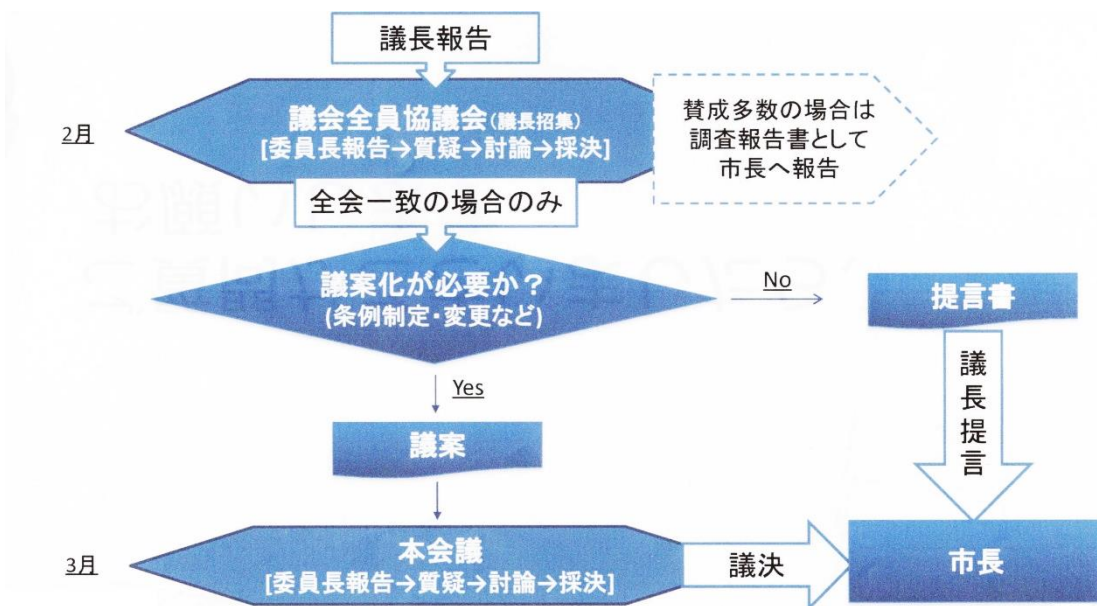 議長報告
2月
議会全員協議会(議長招集)
[委員長報告→質疑→討論→採決]
賛成多数の場合は
調査報告書として
市長へ報告
全会一致の場合のみ
議案化が必要か？
(条例制定・変更など)
No
提言書
Yes
議長提言
議案
3月
本会議
[委員長報告→質疑→討論→採決]
議決
市長